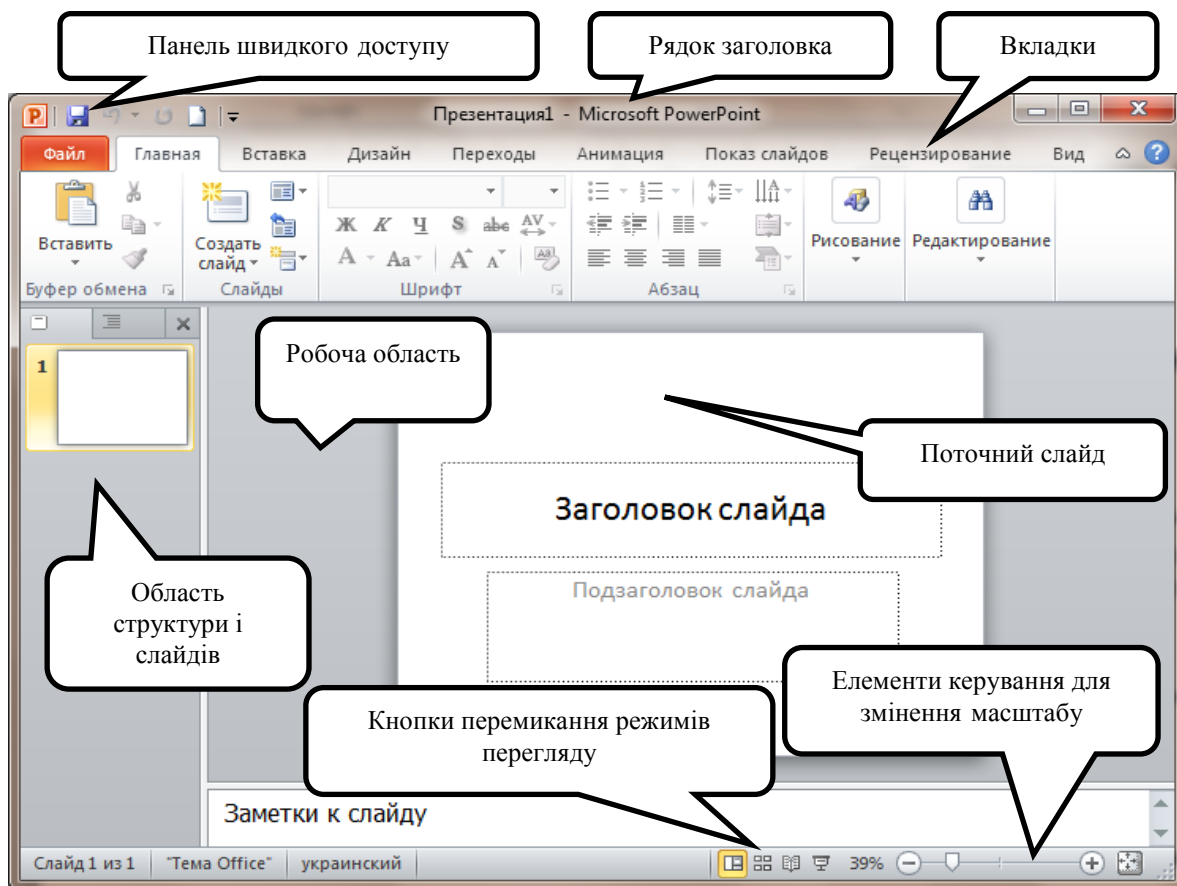 Панель швидкого доступу
Рядок заголовка
Вкладки
Презентация1 - Microsoft PowerPoint
Файл Главная Вставка Дизайн Переходы Анимация Показ слайдов Рецензирование Вид
Вставить
Создать слайд
Ж К Ч S abc AV
A Aa A A Aa
Рисование Редактирование
Буфер обмена Слайды Шрифт Абзац
1
Робоча область
Поточний слайд
Заголовок слайда
Подзаголовок слайда
Область
структури і
слайдів
Елементи керування для
змінення масштабу
Кнопки перемикання режимів
перегляду
Заметки к слайду
Слайд 1 из 1 "Тема Office" украинский 39%